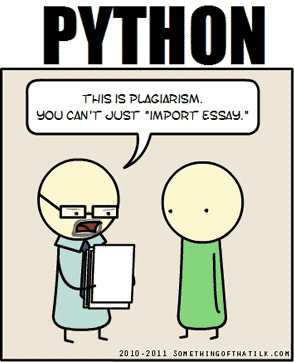 PYTHON
THIS IS PLAGIARISM.
YOU CAN'T JUST "IMPORT ESSAY."
2010-2011 SOMETHINGOFTHATILK.COM